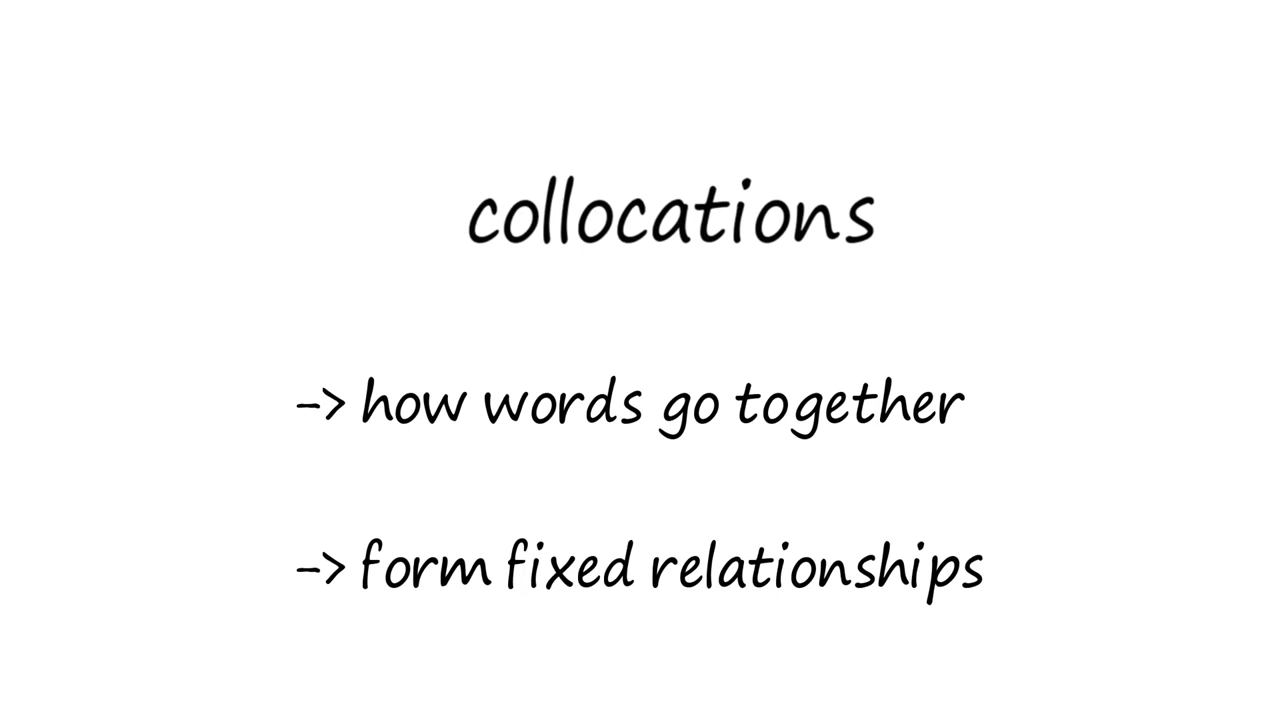 collocations
-> how words go together
-> form fixed relationships